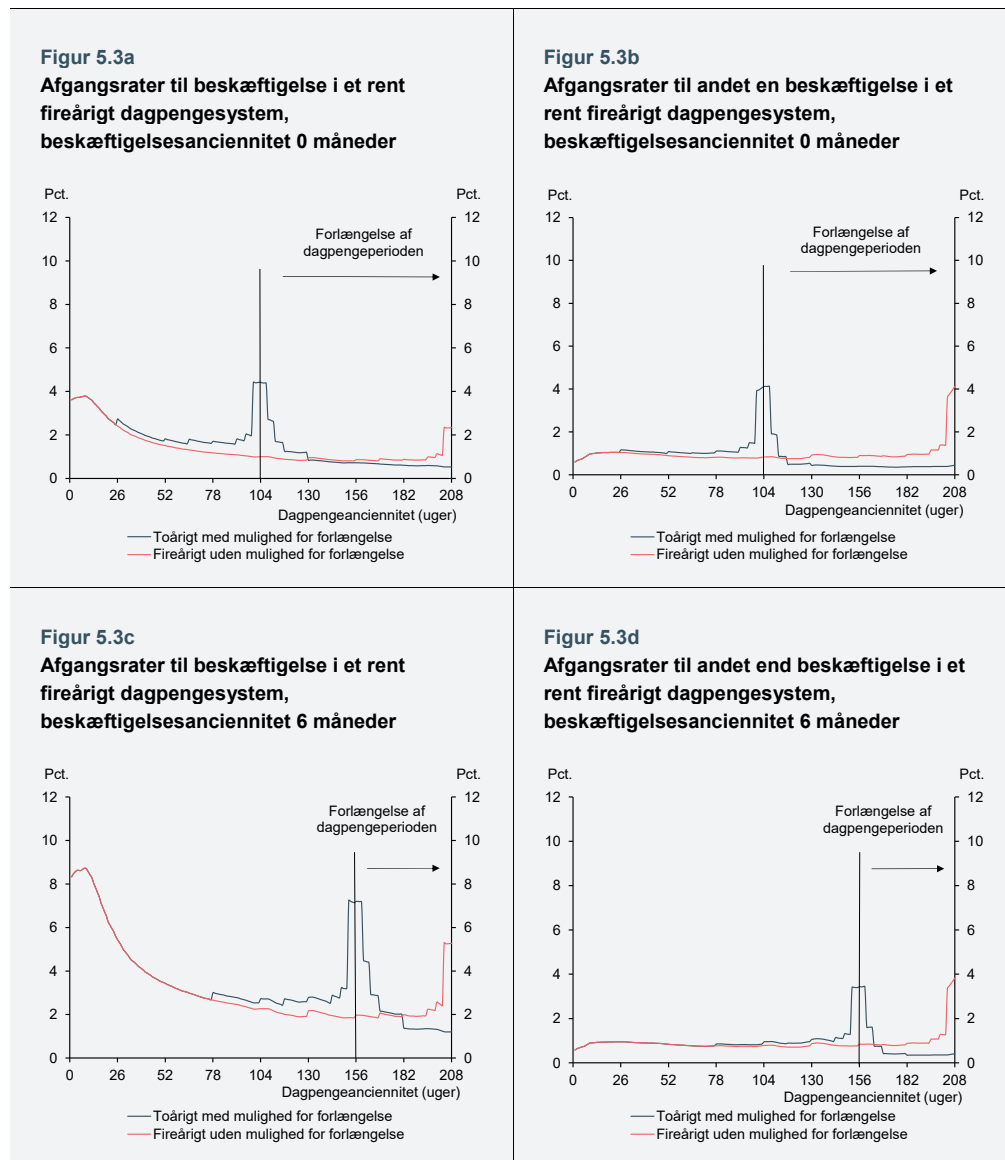 Figur 5.3a
Afgangsrater til beskæftigelse i et rent
fireårigt dagpengesystem,
beskæftigelsesanciennitet 0 måneder
Pct.
Pct.
12
12
Forlængelse af
dagpengeperioden
10
10
8
8
6
6
4
4
2
2
0
0
0 26 52 78 104 130 156 182 208
Dagpengeanciennitet (uger)
Toårigt med mulighed for forlængelse
Fireårigt uden mulighed for forlængelse
Figur 5.3b
Afgangsrater til andet en beskæftigelse i et
rent fireårigt dagpengesystem,
beskæftigelsesanciennitet 0 måneder
Pct.
Pct.
12
12
Forlængelse af
dagpengeperioden
10
10
8
8
6
6
4
4
2
2
0
0
0 26 52 78 104 130 156 182 208
Dagpengeanciennitet (uger)
Toårigt med mulighed for forlængelse
Fireårigt uden mulighed for forlængelse
Figur 5.3c
Afgangsrater til beskæftigelse i et rent
fireårigt dagpengesystem,
beskæftigelsesanciennitet 6 måneder
Pct.
Pct.
12
12
Forlængelse af
dagpengeperioden
10
10
8
8
6
6
4
4
2
2
0
0
0 26 52 78 104 130 156 182 208
Dagpengeanciennitet (uger)
Toårigt med mulighed for forlængelse
Fireårigt uden mulighed for forlængelse
Figur 5.3d
Afgangsrater til andet end beskæftigelse i et
rent fireårigt dagpengesystem,
beskæftigelsesanciennitet 6 måneder
Pct.
Pct.
12
12
Forlængelse af
dagpengeperioden
10
10
8
8
6
6
4
4
2
2
0
0
0 26 52 78 104 130 156 182 208
Dagpengeanciennitet (uger)
Toårigt med mulighed for forlængelse
Fireårigt uden mulighed for forlængelse